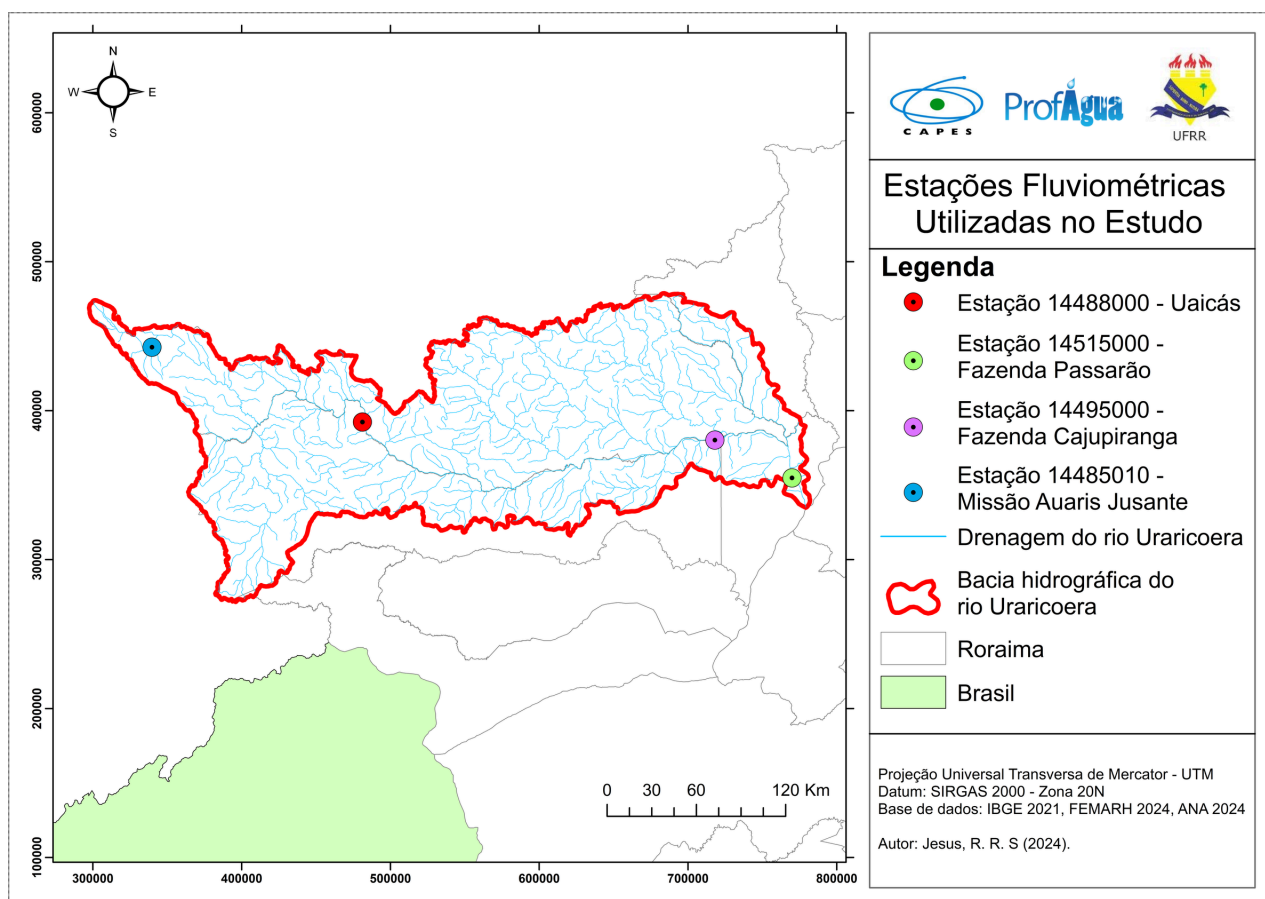 N
W
E
S
600000
500000
400000
300000
200000
100000
300000
400000
500000
600000
700000
800000
0 30 60 120 Km
CAPES
ProfÁgua
UFRR
Estações Fluviométricas
Utilizadas no Estudo
Legenda
Estação 14488000 - Uaicás
Estação 14515000 -
Fazenda Passarão
Estação 14495000 -
Fazenda Cajupiranga
Estação 14485010 -
Missão Auaris Jusante
Drenagem do rio Uraricoera
Bacia hidrográfica do
rio Uraricoera
Roraima
Brasil
Projeção Universal Transversa de Mercator - UTM
Datum: SIRGAS 2000 - Zona 20N
Base de dados: IBGE 2021, FEMARH 2024, ANA 2024
Autor: Jesus, R. R. S (2024).